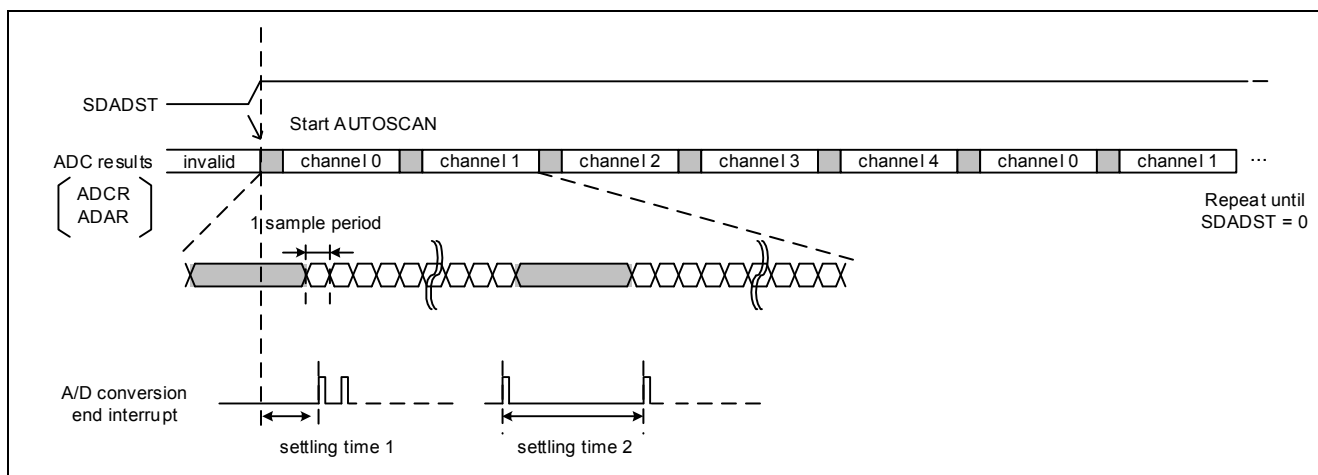 SDADST
Start AUTOSCAN
ADC results
ADCR
ADAR
invalid
channel 0
channel 1
channel 2
channel 3
channel 4
channel 0
channel 1
...
Repeat until
SDADST = 0
1 sample period
A/D conversion
end interrupt
settling time 1
settling time 2